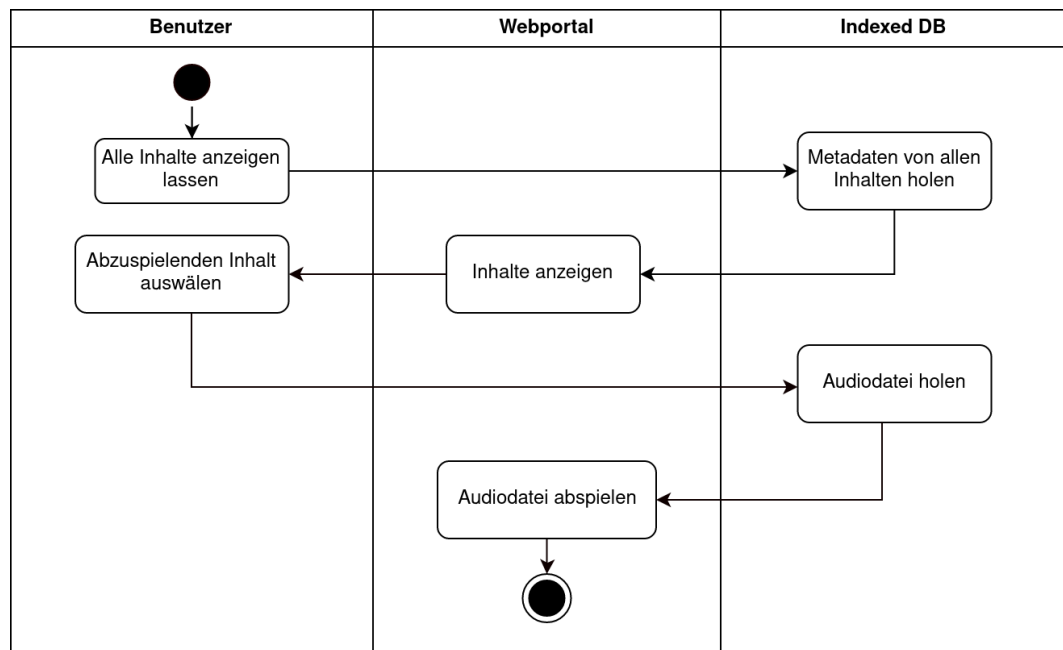 Benutzer
Webportal
Indexed DB
Alle Inhalte anzeigen
lassen
Metadaten von allen
Inhalten holen
Abzuspielenden Inhalt
auswälen
Inhalte anzeigen
Audiodatei holen
Audiodatei abspielen